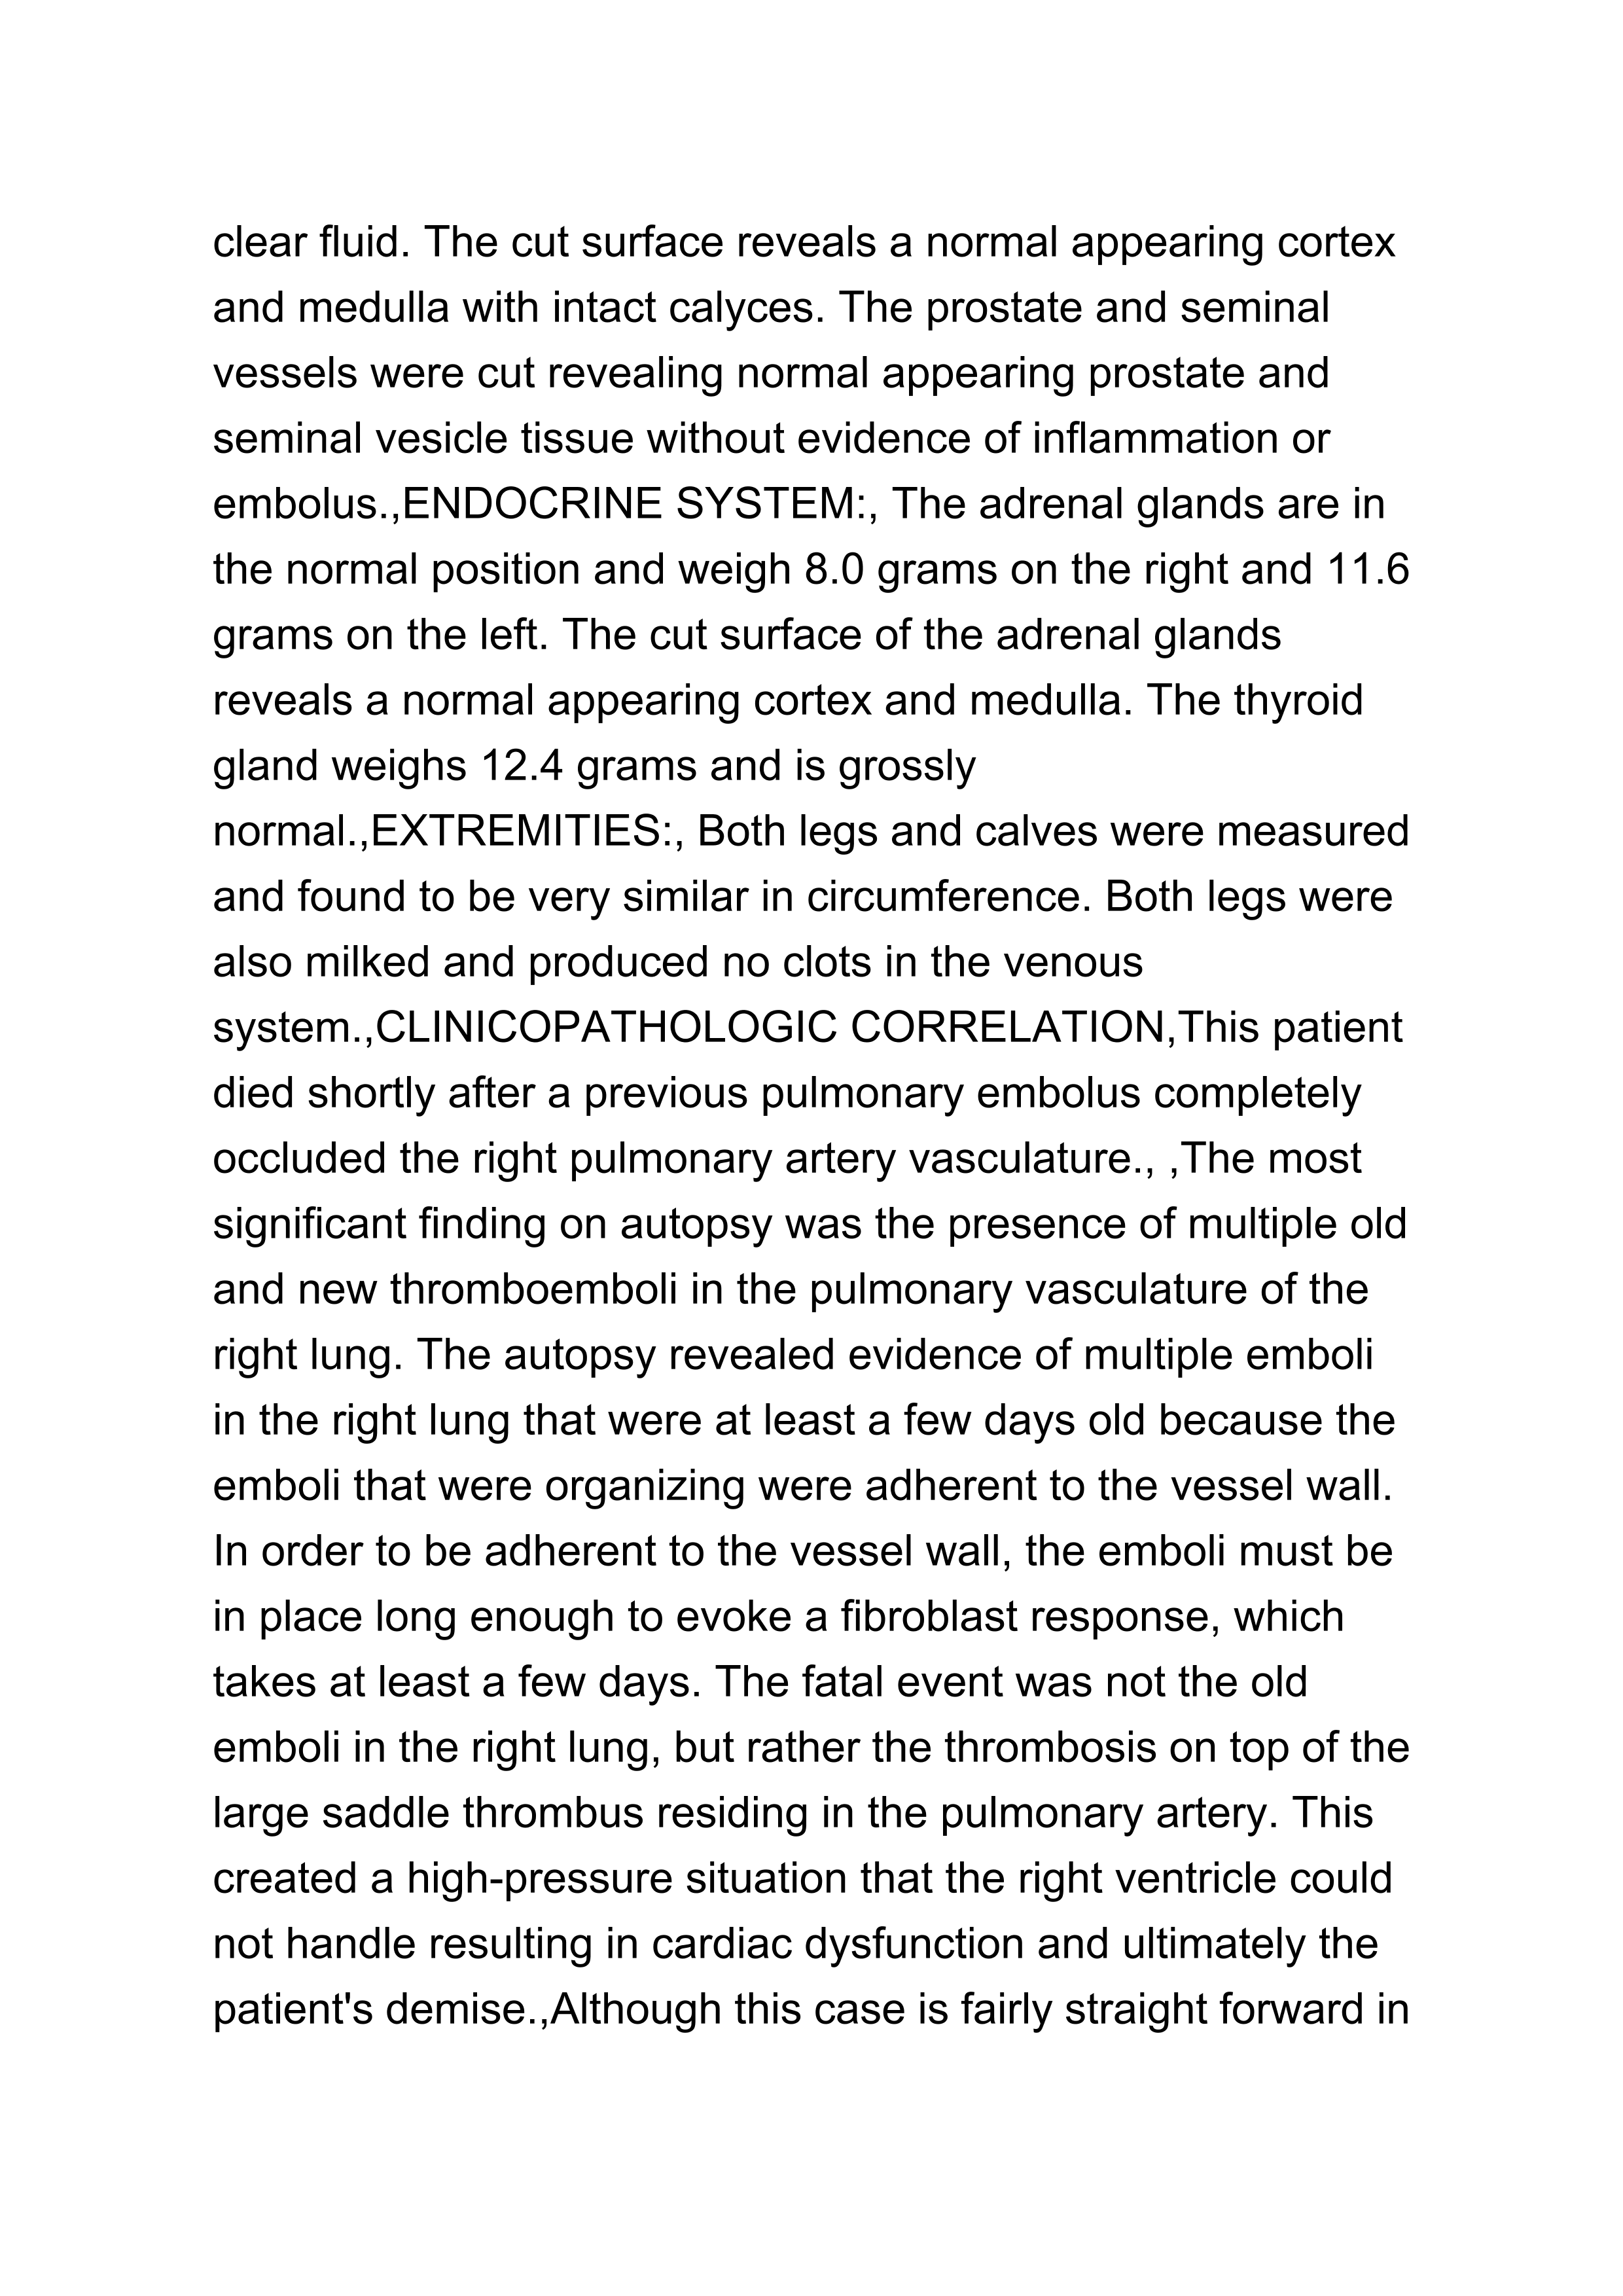 clear fluid. The cut surface reveals a normal appearing cortex
and medulla with intact calyces. The prostate and seminal
vessels were cut revealing normal appearing prostate and
seminal vesicle tissue without evidence of inflammation or
embolus.,ENDOCRINE SYSTEM:, The adrenal glands are in
the normal position and weigh 8.0 grams on the right and 11.6
grams on the left. The cut surface of the adrenal glands
reveals a normal appearing cortex and medulla. The thyroid
gland weighs 12.4 grams and is grossly
normal.,EXTREMITIES:, Both legs and calves were measured
and found to be very similar in circumference. Both legs were
also milked and produced no clots in the venous
system.,CLINICOPATHOLOGIC CORRELATION,This patient
died shortly after a previous pulmonary embolus completely
occluded the right pulmonary artery vasculature., ,The most
significant finding on autopsy was the presence of multiple old
and new thromboemboli in the pulmonary vasculature of the
right lung. The autopsy revealed evidence of multiple emboli
in the right lung that were at least a few days old because the
emboli that were organizing were adherent to the vessel wall.
In order to be adherent to the vessel wall, the emboli must be
in place long enough to evoke a fibroblast response, which
takes at least a few days. The fatal event was not the old
emboli in the right lung, but rather the thrombosis on top of the
large saddle thrombus residing in the pulmonary artery. This
created a high-pressure situation that the right ventricle could
not handle resulting in cardiac dysfunction and ultimately the
patient's demise.,Although this case is fairly straight forward in